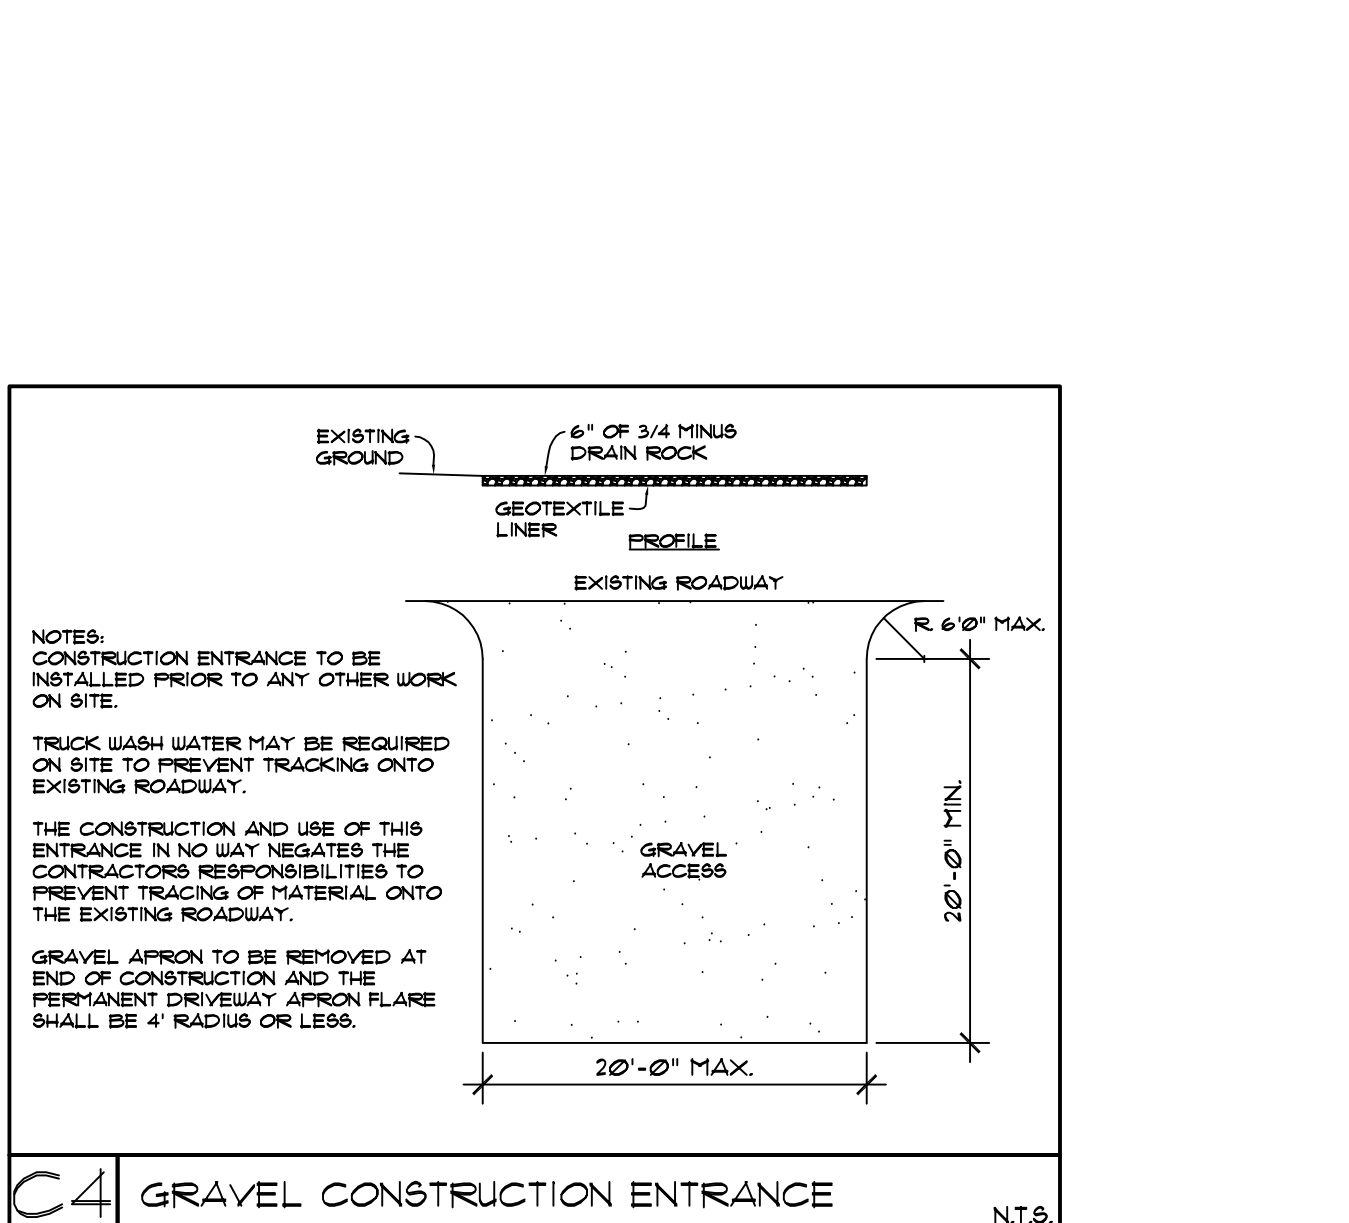 EXISTING
GROUND
6" OF 3/4 MINUS
DRAIN ROCK
GEOTEXTILE
LINER
PROFILE
EXISTING ROADWAY
R. 6'0" MAX.
NOTES:
CONSTRUCTION ENTRANCE TO BE
INSTALLED PRIOR TO ANY OTHER WORK
ON SITE.
TRUCK WASH WATER MAY BE REQUIRED
ON SITE TO PREVENT TRACKING ONTO
EXISTING ROADWAY.
THE CONSTRUCTION AND USE OF THIS
ENTRANCE IN NO WAY NEGATES THE
CONTRACTORS RESPONSIBILITIES TO
PREVENT TRACING OF MATERIAL ONTO
THE EXISTING ROADWAY.
GRAVEL APRON TO BE REMOVED AT
END OF CONSTRUCTION AND THE
PERMANENT DRIVEWAY APRON FLARE
SHALL BE 4' RADIUS OR LESS.
GRAVEL
ACCESS
20'-0" MIN.
20'-0" MAX.
C4
GRAVEL CONSTRUCTION ENTRANCE
N.T.S.